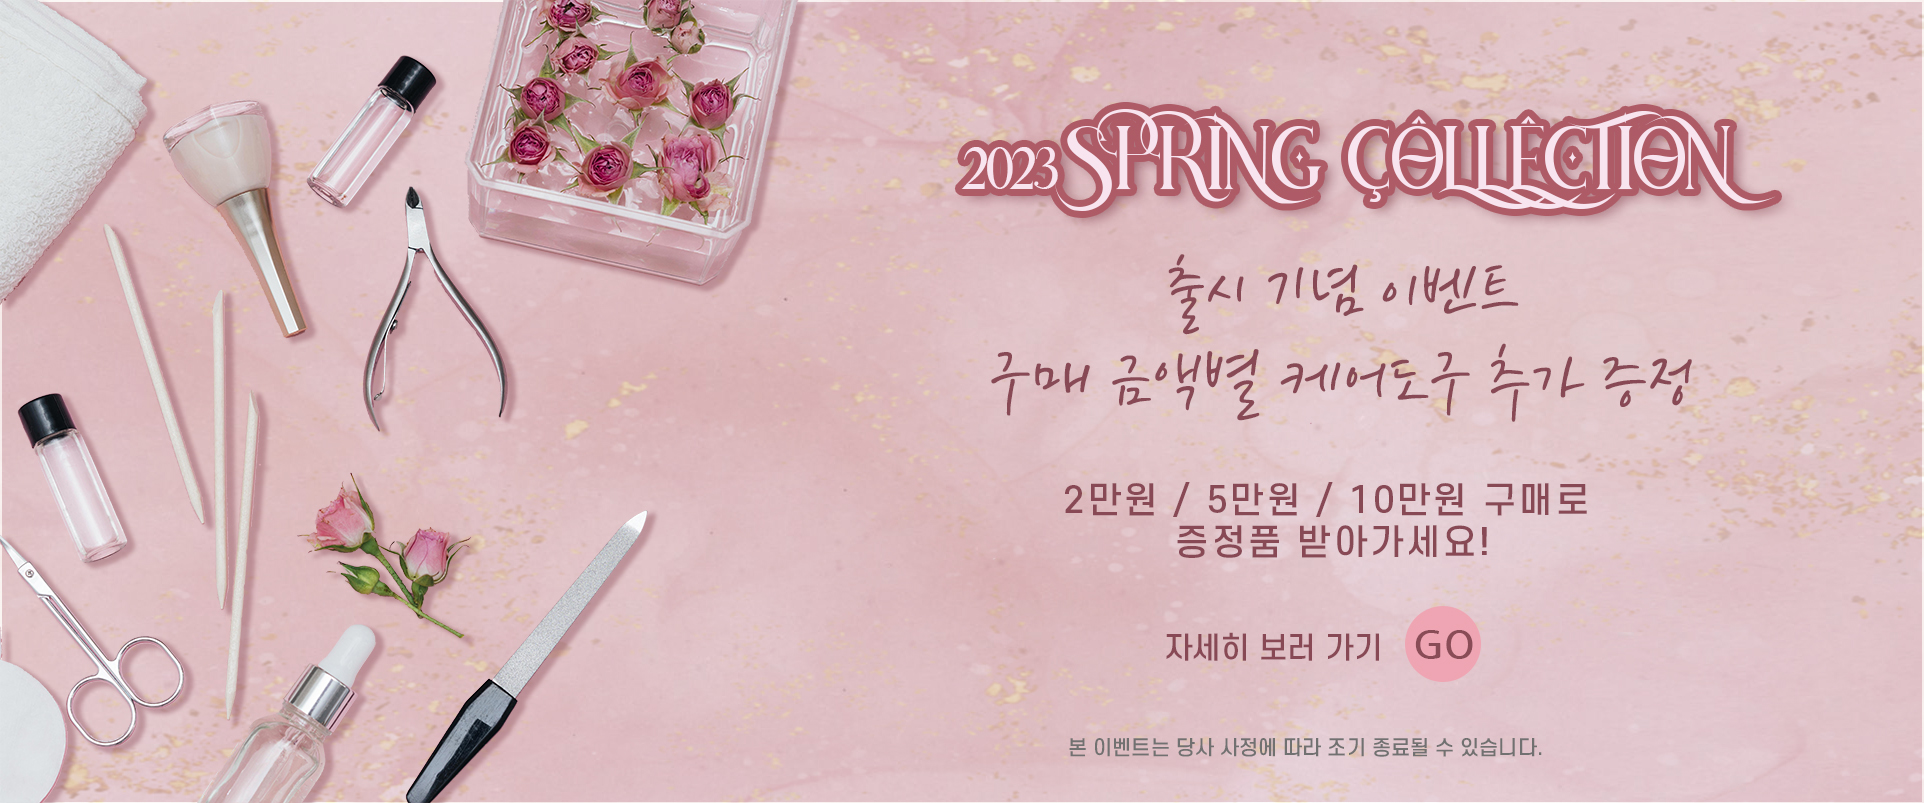 2023 SPRING ÇÔLLÊCTION
출시 기념 이벤트
구매 금액별 케어도구 추가 증정
2만원 / 5만원 / 10만원 구매로
증정품 받아가세요!
자세히 보러 가기 GO
본 이벤트는 당사 사정에 따라 조기 종료될 수 있습니다.